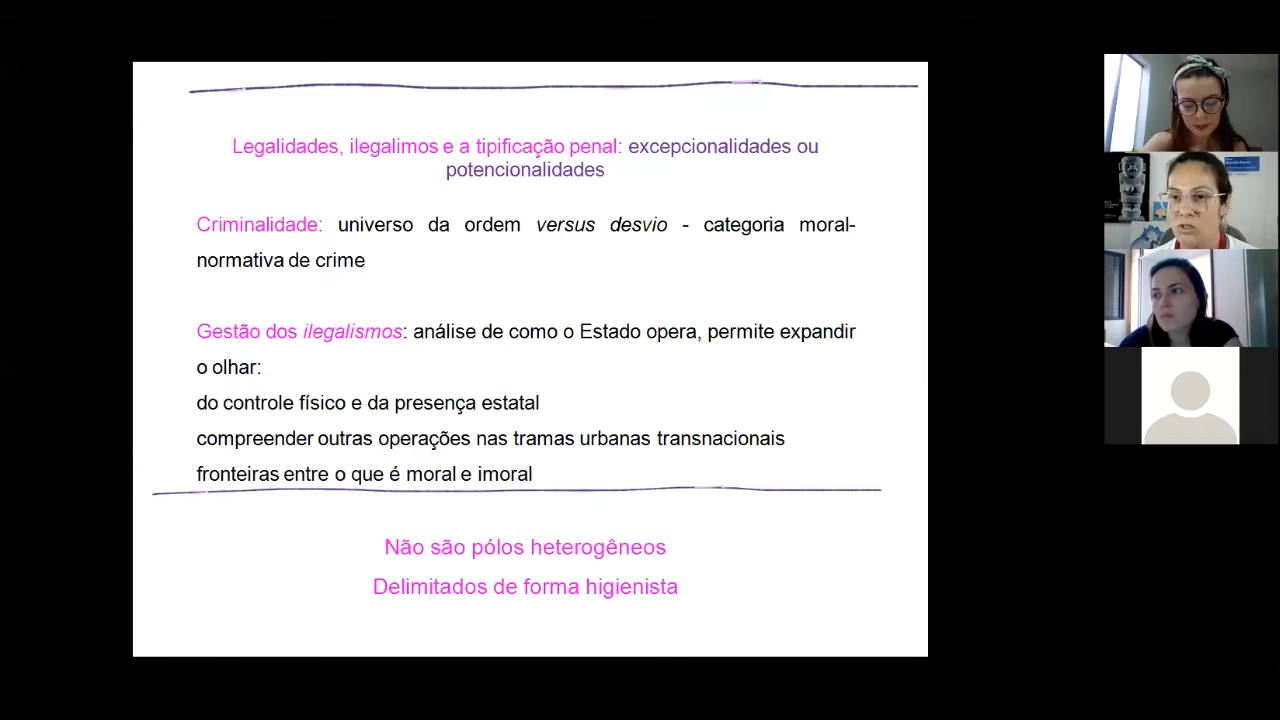 Legalidades, ilegalimos e a tipificação penal: excepcionalidades ou
potencionalidades
Criminalidade: universo da ordem versus desvio - categoria moral-
normativa de crime
Gestão dos ilegalismos: análise de como o Estado opera, permite expandir
o olhar:
do controle físico e da presença estatal
compreender outras operações nas tramas urbanas transnacionais
fronteiras entre o que é moral e imoral
Não são pólos heterogêneos
Delimitados de forma higienista